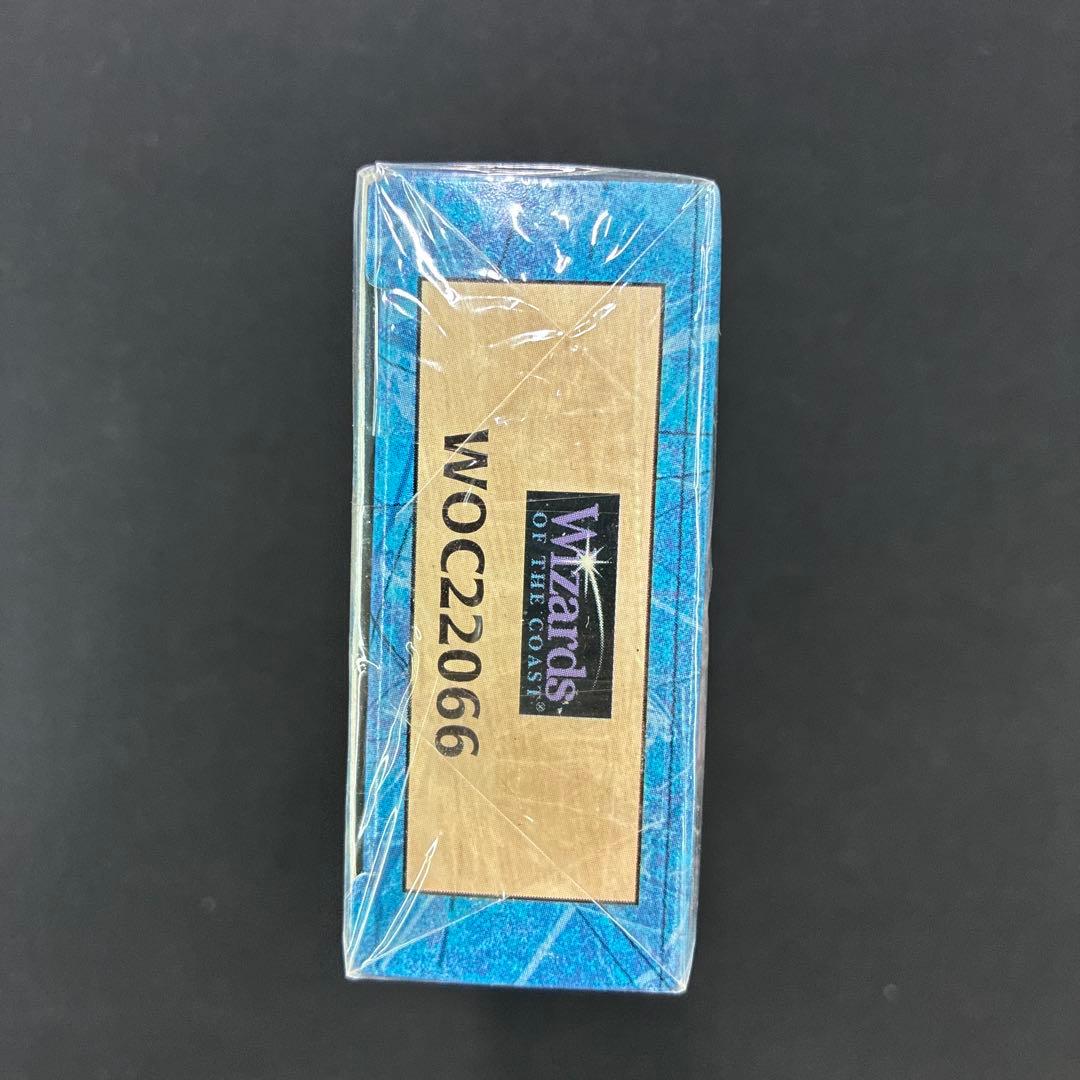 Wizards
OF THE COAST®
WOC22066